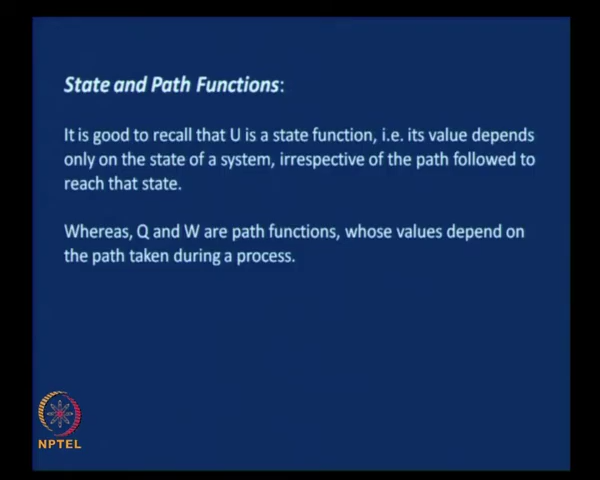 State and Path Functions:
It is good to recall that U is a state function, i.e. its value depends
only on the state of a system, irrespective of the path followed to
reach that state.
Whereas, Q and W are path functions, whose values depend on
the path taken during a process.
NPTEL